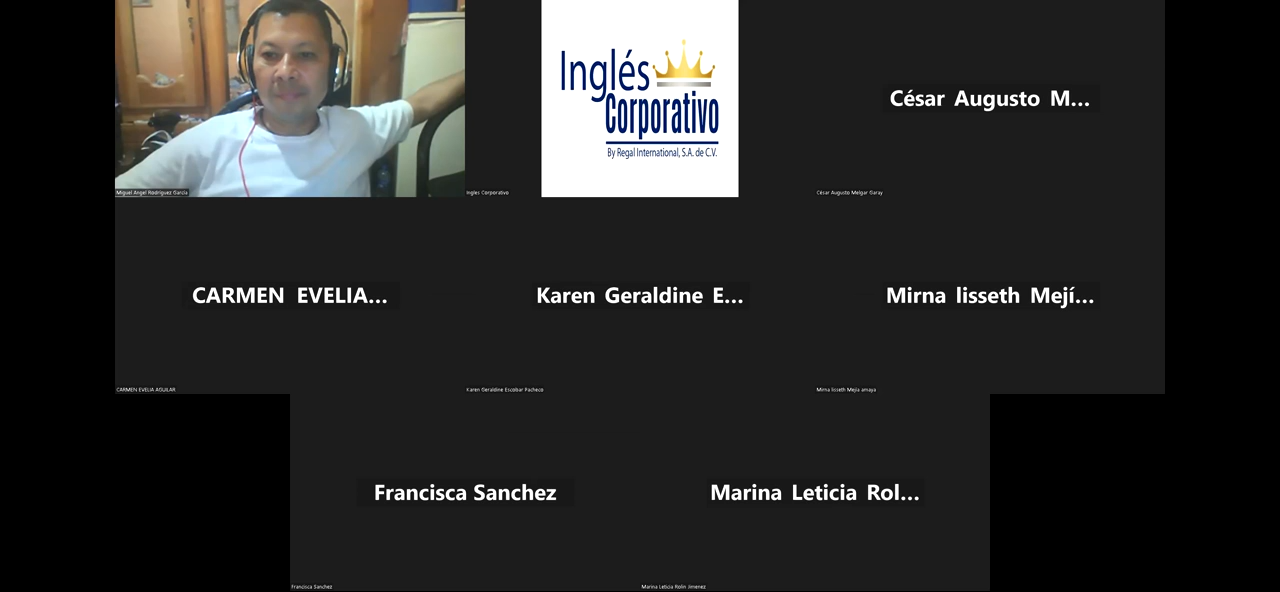 Inglés
Corporativo
By Regal International, S.A. de C.V.
César Augusto M...
Miguel Angel Rodriguez Garcia
Ingles Corporativo
César Augusto Melgar Garay
CARMEN EVELIA...
Karen Geraldine E...
Mirna lisseth Mejí...
CARMEN EVELIA AGUILAR
Karen Geraldine Escobar Pacheco
Mirna lisseth Mejía amaya
Francisca Sanchez
Marina Leticia Rol...
Francisca Sanchez
Marina Leticia Rolin Jimenez